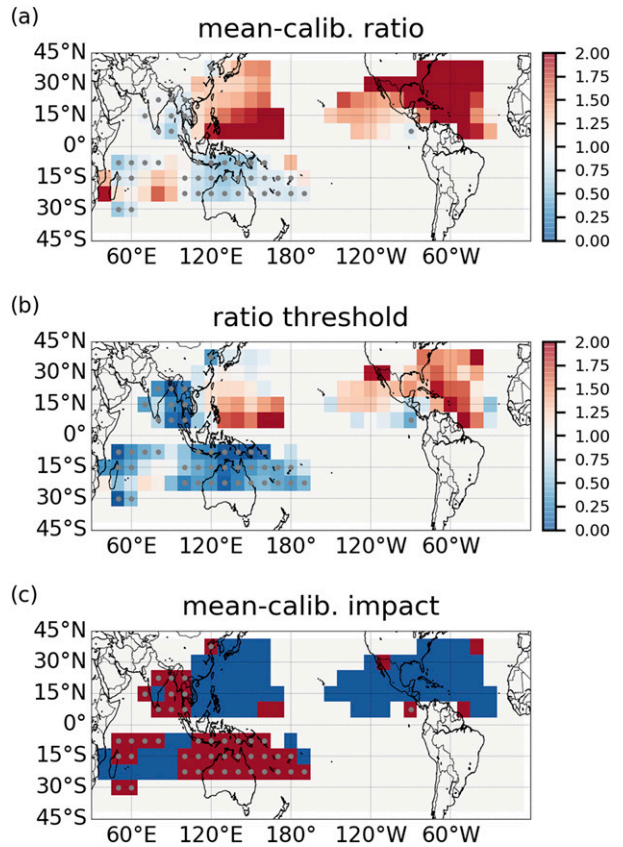 (a)
mean-calib. ratio
45°N
30°N
15°N
0°
15°S
30°S
45°S
60°E 120°E 180° 120°W 60°W
2.00
1.75
1.50
1.25
1.00
0.75
0.50
0.25
0.00
(b)
ratio threshold
45°N
30°N
15°N
0°
15°S
30°S
45°S
60°E 120°E 180° 120°W 60°W
2.00
1.75
1.50
1.25
1.00
0.75
0.50
0.25
0.00
(c)
mean-calib. impact
45°N
30°N
15°N
0°
15°S
30°S
45°S
60°E 120°E 180° 120°W 60°W